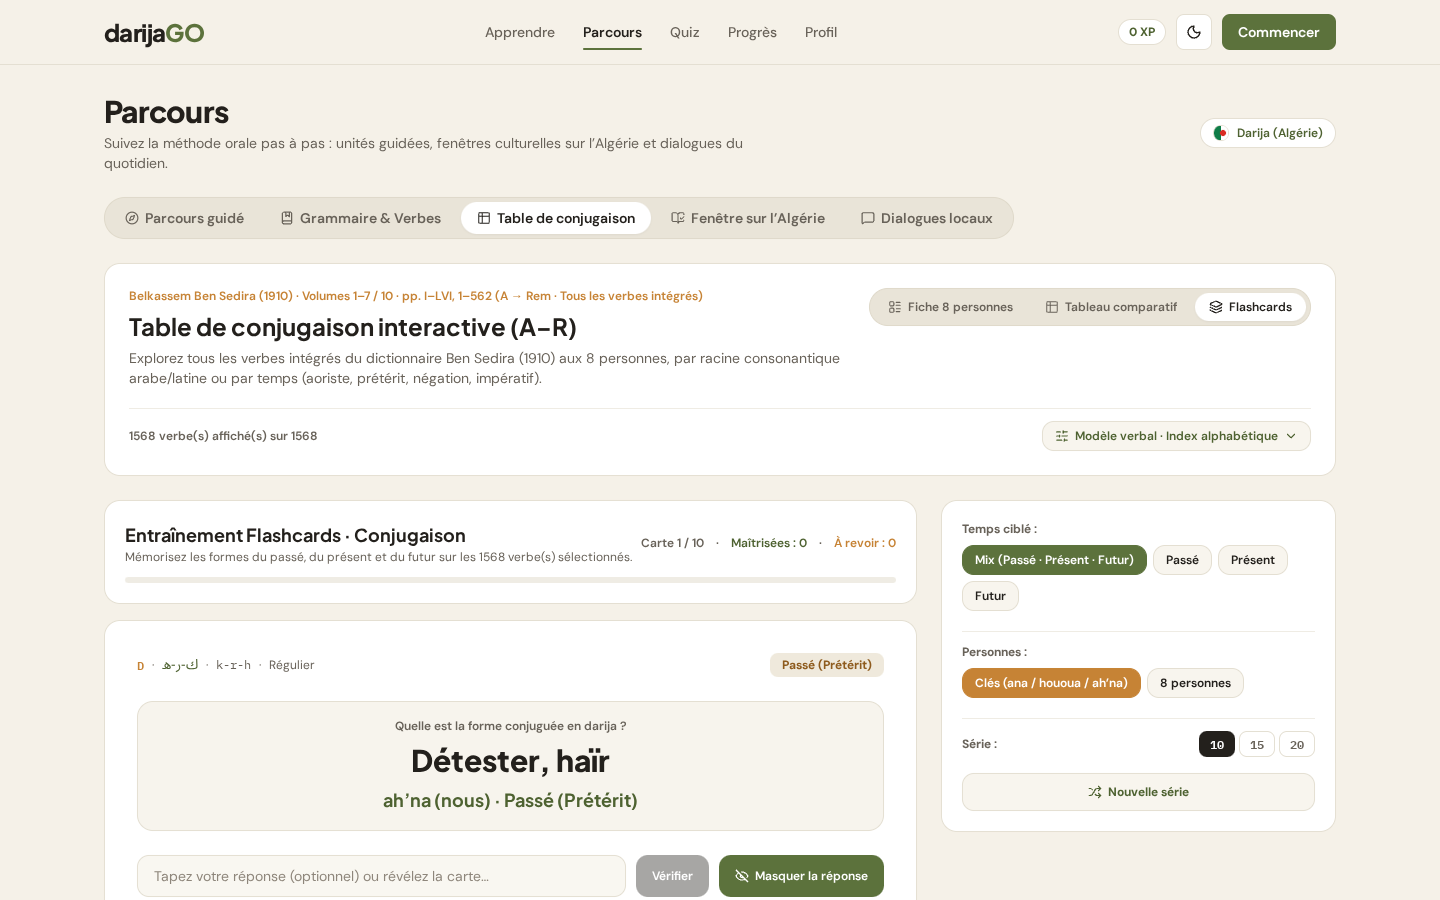 darijaGO
Apprendre
Parcours
Quiz
Progrès
Profil
0 XP
Commencer
Parcours
Suivez la méthode orale pas à pas : unités guidées, fenêtres culturelles sur l’Algérie et dialogues du
quotidien.
Darija (Algérie)
Parcours guidé
Grammaire & Verbes
Table de conjugaison
Fenêtre sur l’Algérie
Dialogues locaux
Belkassem Ben Sedira (1910) · Volumes 1–7 / 10 · pp. I–LVI, 1–562 (A → Rem · Tous les verbes intégrés)
Fiche 8 personnes
Tableau comparatif
Flashcards
Table de conjugaison interactive (A–R)
Explorez tous les verbes intégrés du dictionnaire Ben Sedira (1910) aux 8 personnes, par racine consonantique
arabe/latine ou par temps (aoriste, prétérit, négation, impératif).
1568 verbe(s) affiché(s) sur 1568
Modèle verbal · Index alphabétique
Entraînement Flashcards · Conjugaison
Mémorisez les formes du passé, du présent et du futur sur les 1568 verbe(s) sélectionnés.
Carte 1 / 10 · Maîtrisées : 0 · À revoir : 0
D · ك-ر-ه · k-r-h · Régulier
Passé (Prétérit)
Quelle est la forme conjuguée en darija ?
Détester, haïr
ah’na (nous) · Passé (Prétérit)
Tapez votre réponse (optionnel) ou révélez la carte…
Vérifier
Masquer la réponse
Temps ciblé :
Mix (Passé · Présent · Futur)
Passé
Présent
Futur
Personnes :
Clés (ana / hououa / ah’na)
8 personnes
Série :
10
15
20
Nouvelle série